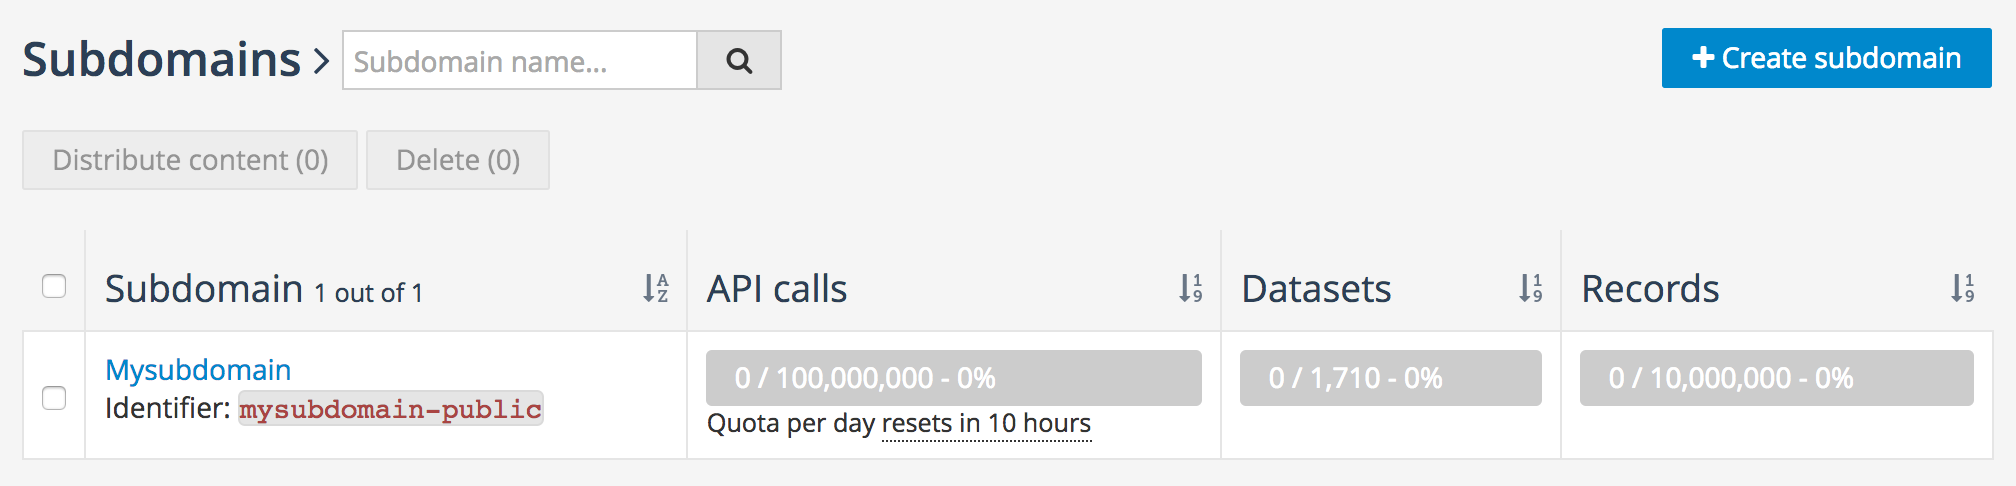 Subdomains
Subdomain name...
Create subdomain
Distribute content (0)
Delete (0)
Subdomain 1 out of 1
API calls
Datasets
Records
Mysubdomain
Identifier: mysubdomain-public
0 / 100,000,000 - 0%
Quota per day resets in 10 hours
0 / 1,710 - 0%
0 / 10,000,000 - 0%